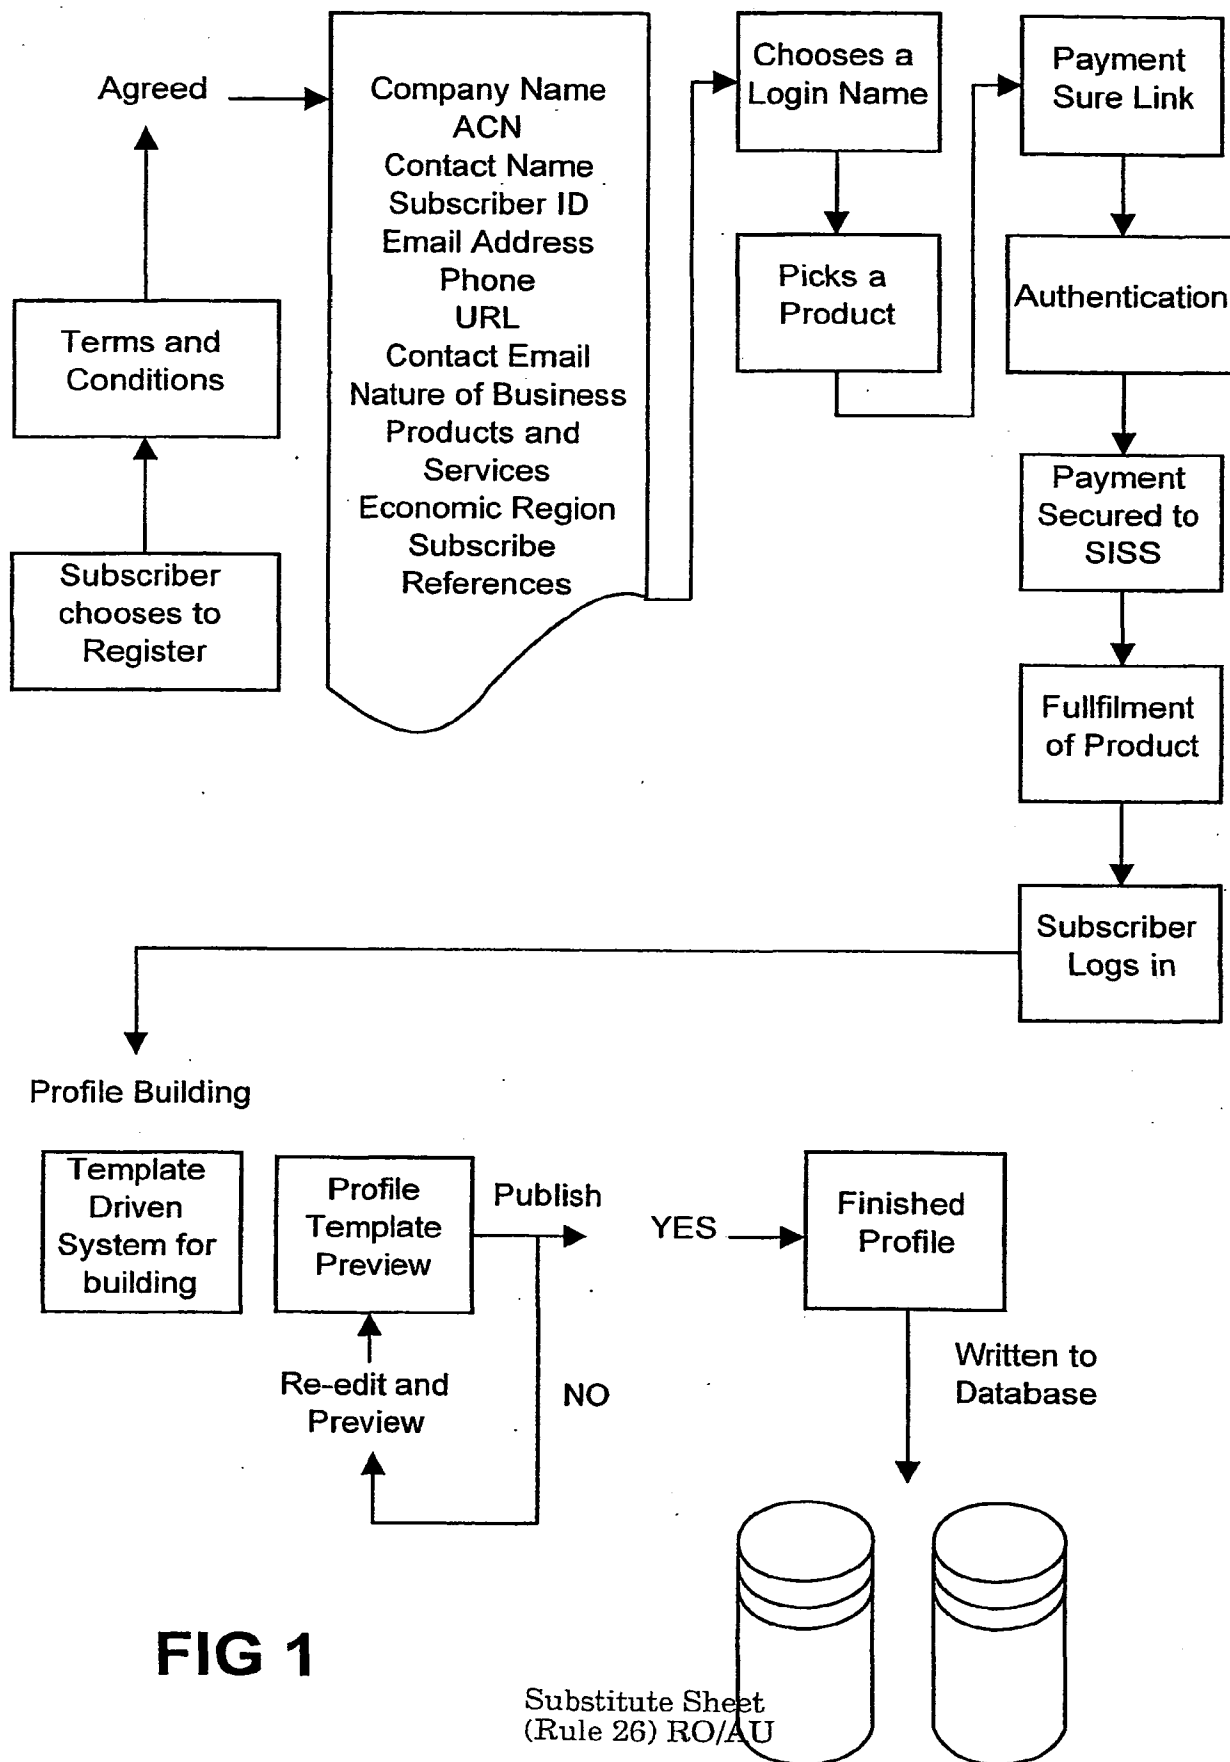 Agreed
Terms and
Conditions
Subscriber
chooses to
Register
Company Name
ACN
Contact Name
Subscriber ID
Email Address
Phone
URL
Contact Email
Nature of Business
Products and
Services
Economic Region
Subscribe
References
Chooses a
Login Name
Picks a
Product
Payment
Sure Link
Authentication
Payment
Secured to
SISS
Fullfilment
of Product
Subscriber
Logs in
Profile Building
Template
Driven
System for
building
Profile
Template
Preview
Publish
Re-edit and
Preview
NO
YES
Finished
Profile
Written to
Database
FIG 1
Substitute Sheet
(Rule 26) RO/AU